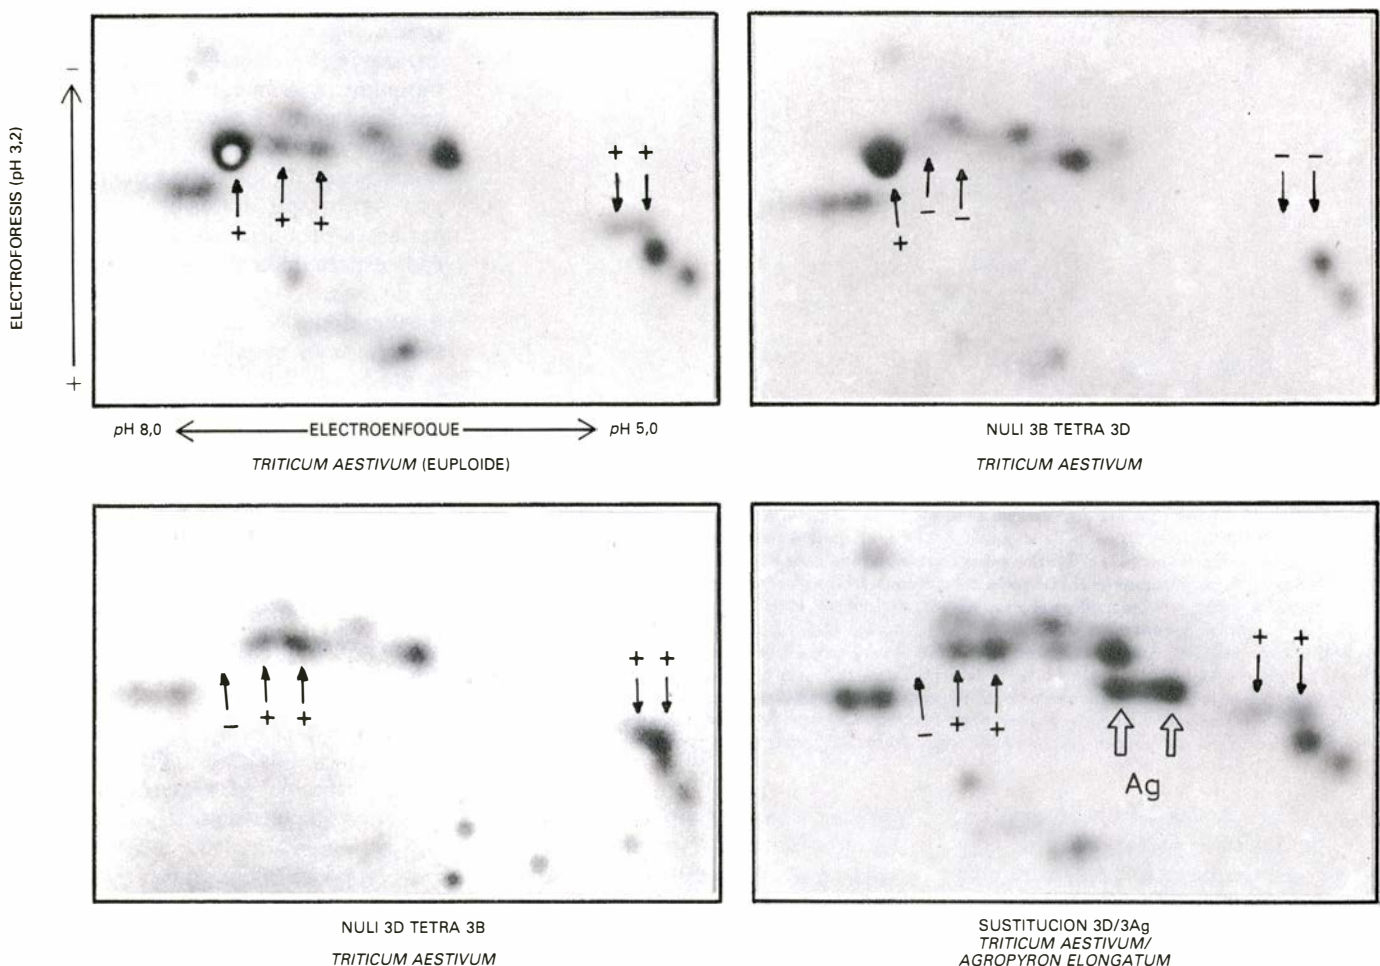 ELECTROFORESIS (pH 3,2)
−
+
+
+
+
+ +
pH 8,0
ELECTROENFOQUE
pH 5,0
TRITICUM AESTIVUM (EUPLOIDE)
+
−
−
− −
NULI 3B TETRA 3D
TRITICUM AESTIVUM
−
+
+
+ +
NULI 3D TETRA 3B
TRITICUM AESTIVUM
−
+
+
+
+
Ag
SUSTITUCION 3D/3Ag
TRITICUM AESTIVUM/
AGROPYRON ELONGATUM